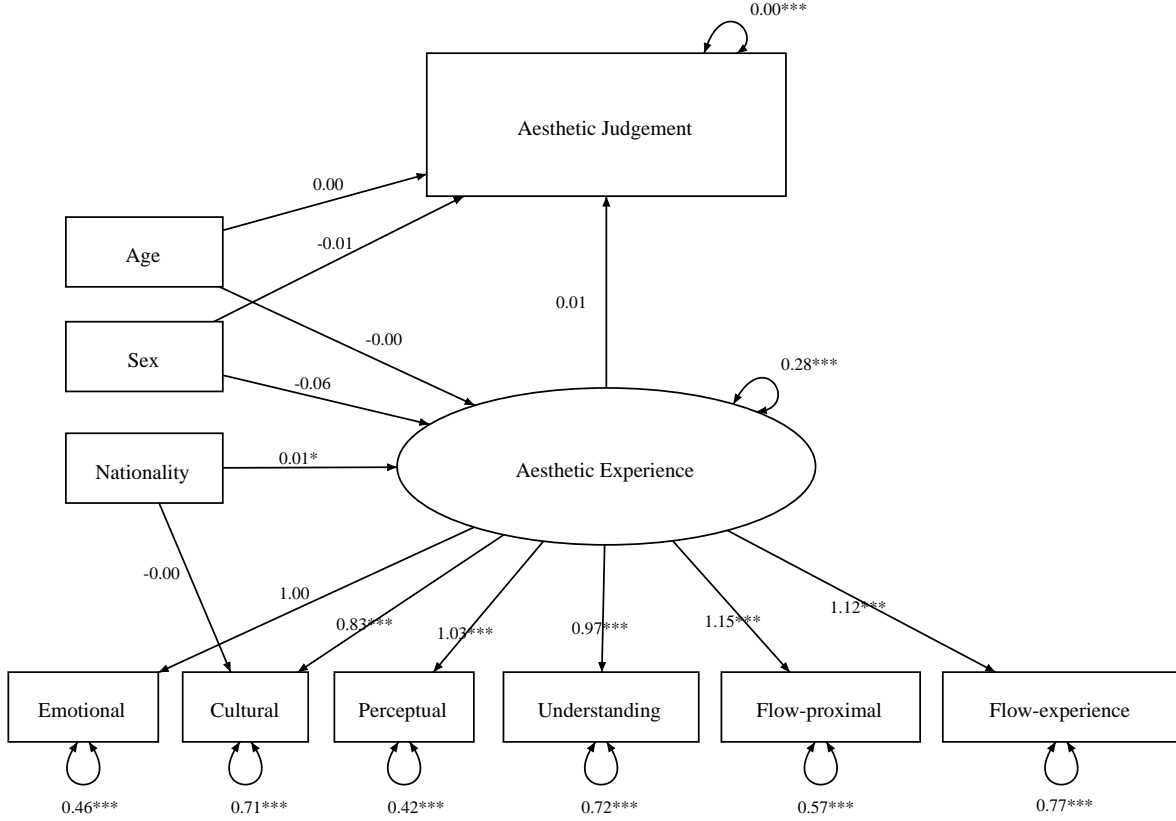 0.00***
Aesthetic Judgement
0.00
-0.01
Age
0.01
Sex
-0.00
-0.06
0.28***
Nationality
0.01*
Aesthetic Experience
-0.00
1.00
0.83***
1.03***
0.97***
1.15***
1.12***
Emotional
Cultural
Perceptual
Understanding
Flow-proximal
Flow-experience
0.46***
0.71***
0.42***
0.72***
0.57***
0.77***